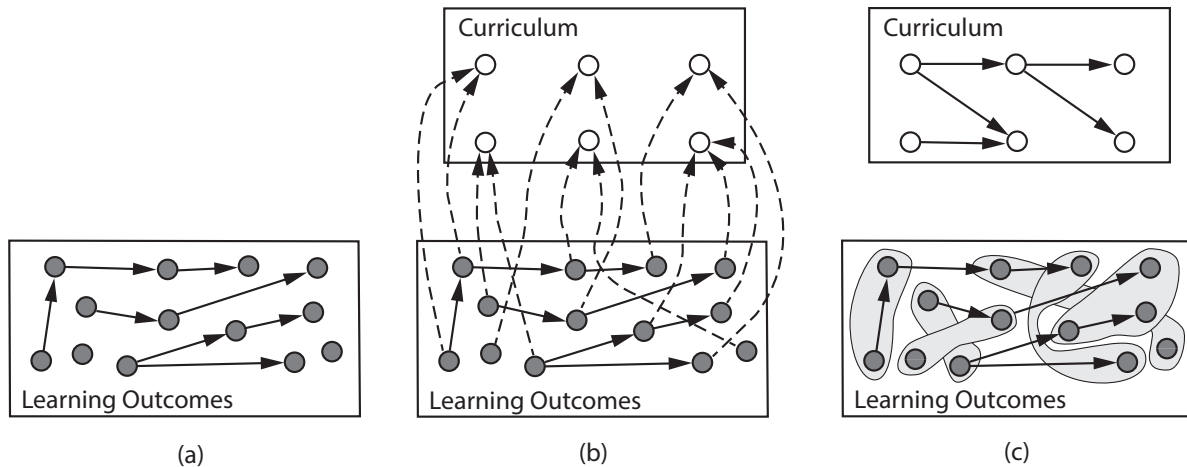 Curriculum
Curriculum
Learning Outcomes
Learning Outcomes
Learning Outcomes
(a)
(b)
(c)